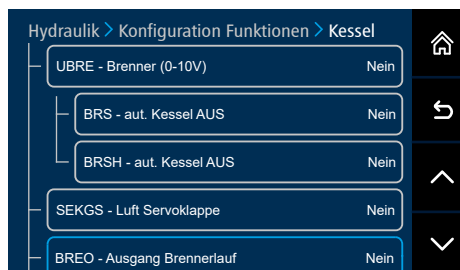 Hydraulik > Konfiguration Funktionen > Kessel
UBRE - Brenner (0-10V) Nein
BRS - aut. Kessel AUS Nein
BRSH - aut. Kessel AUS Nein
SEKGS - Luft Servoklappe Nein
BREO - Ausgang Brennerlauf Nein